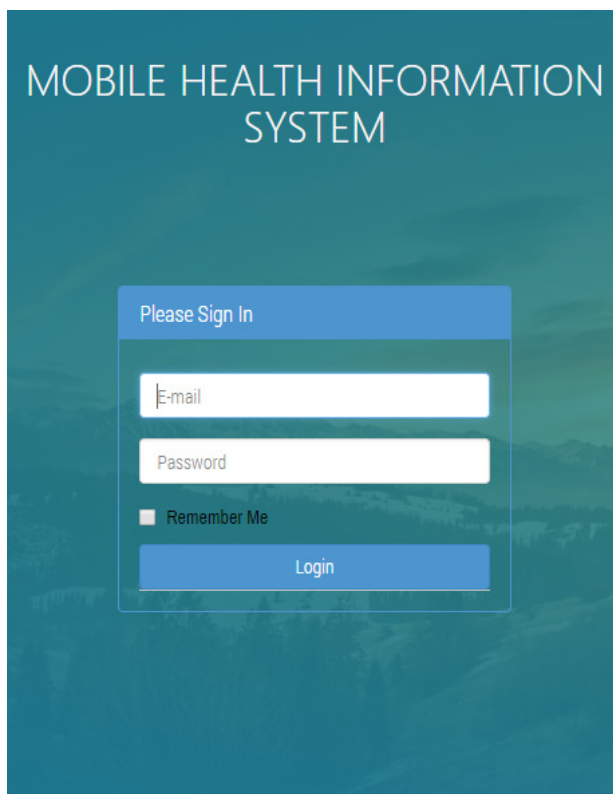 MOBILE HEALTH INFORMATION
SYSTEM
Please Sign In
E-mail
Password
Remember Me
Login